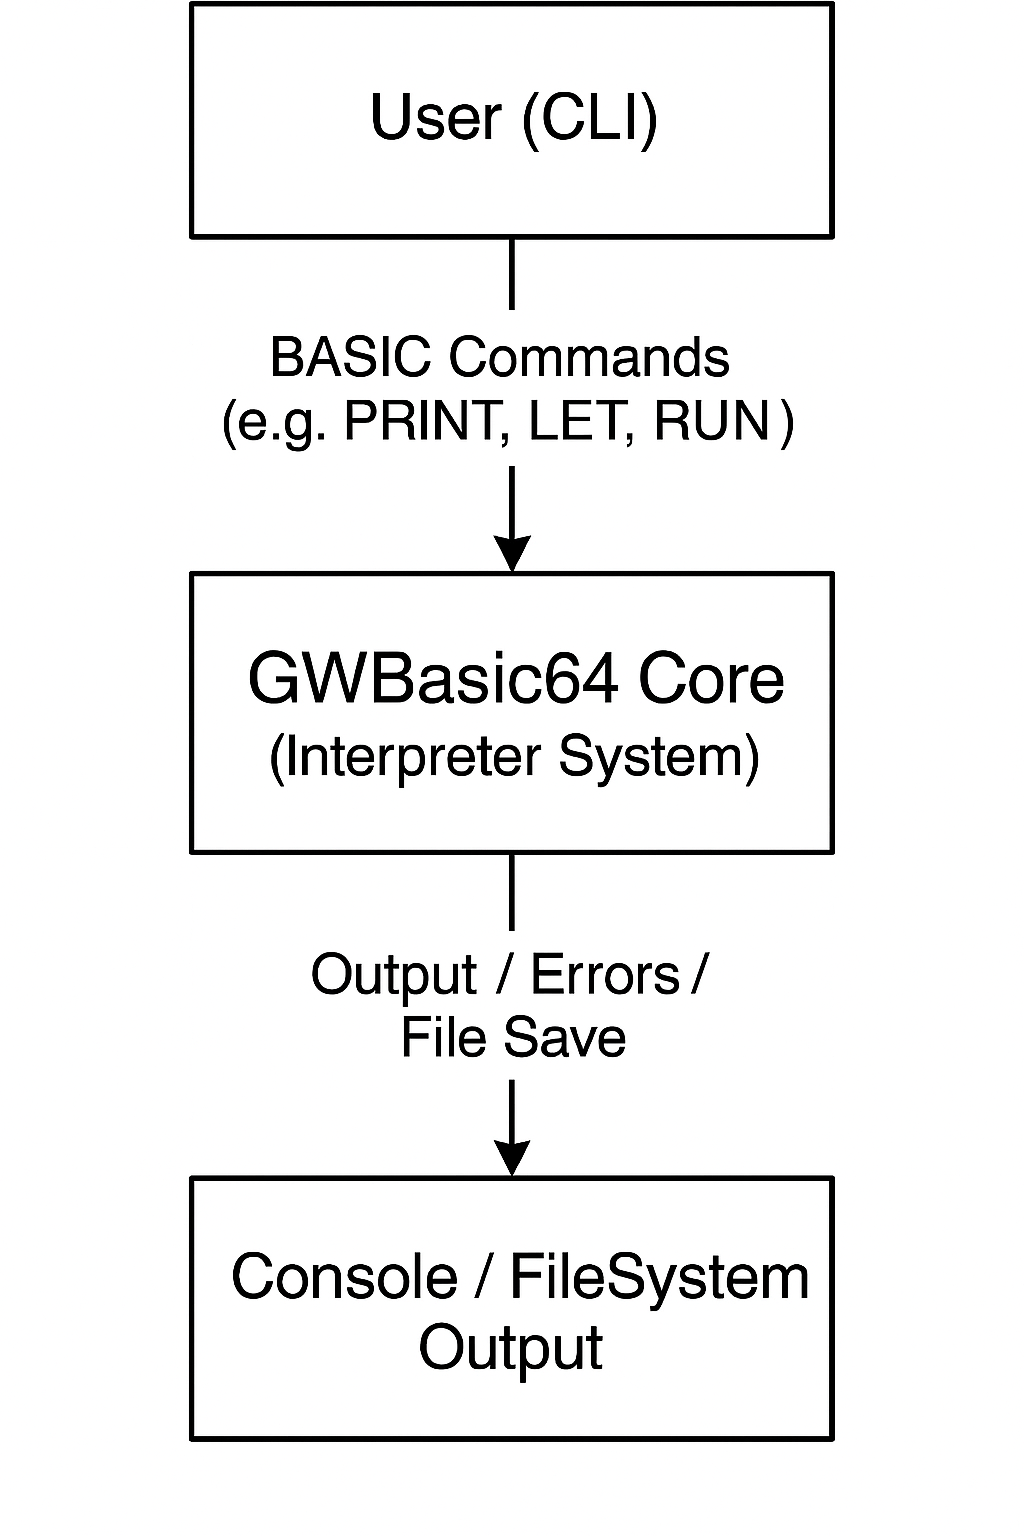 User (CLI)
BASIC Commands
(e.g. PRINT, LET, RUN)
GWBasic64 Core
(Interpreter System)
Output / Errors /
File Save
Console / FileSystem
Output